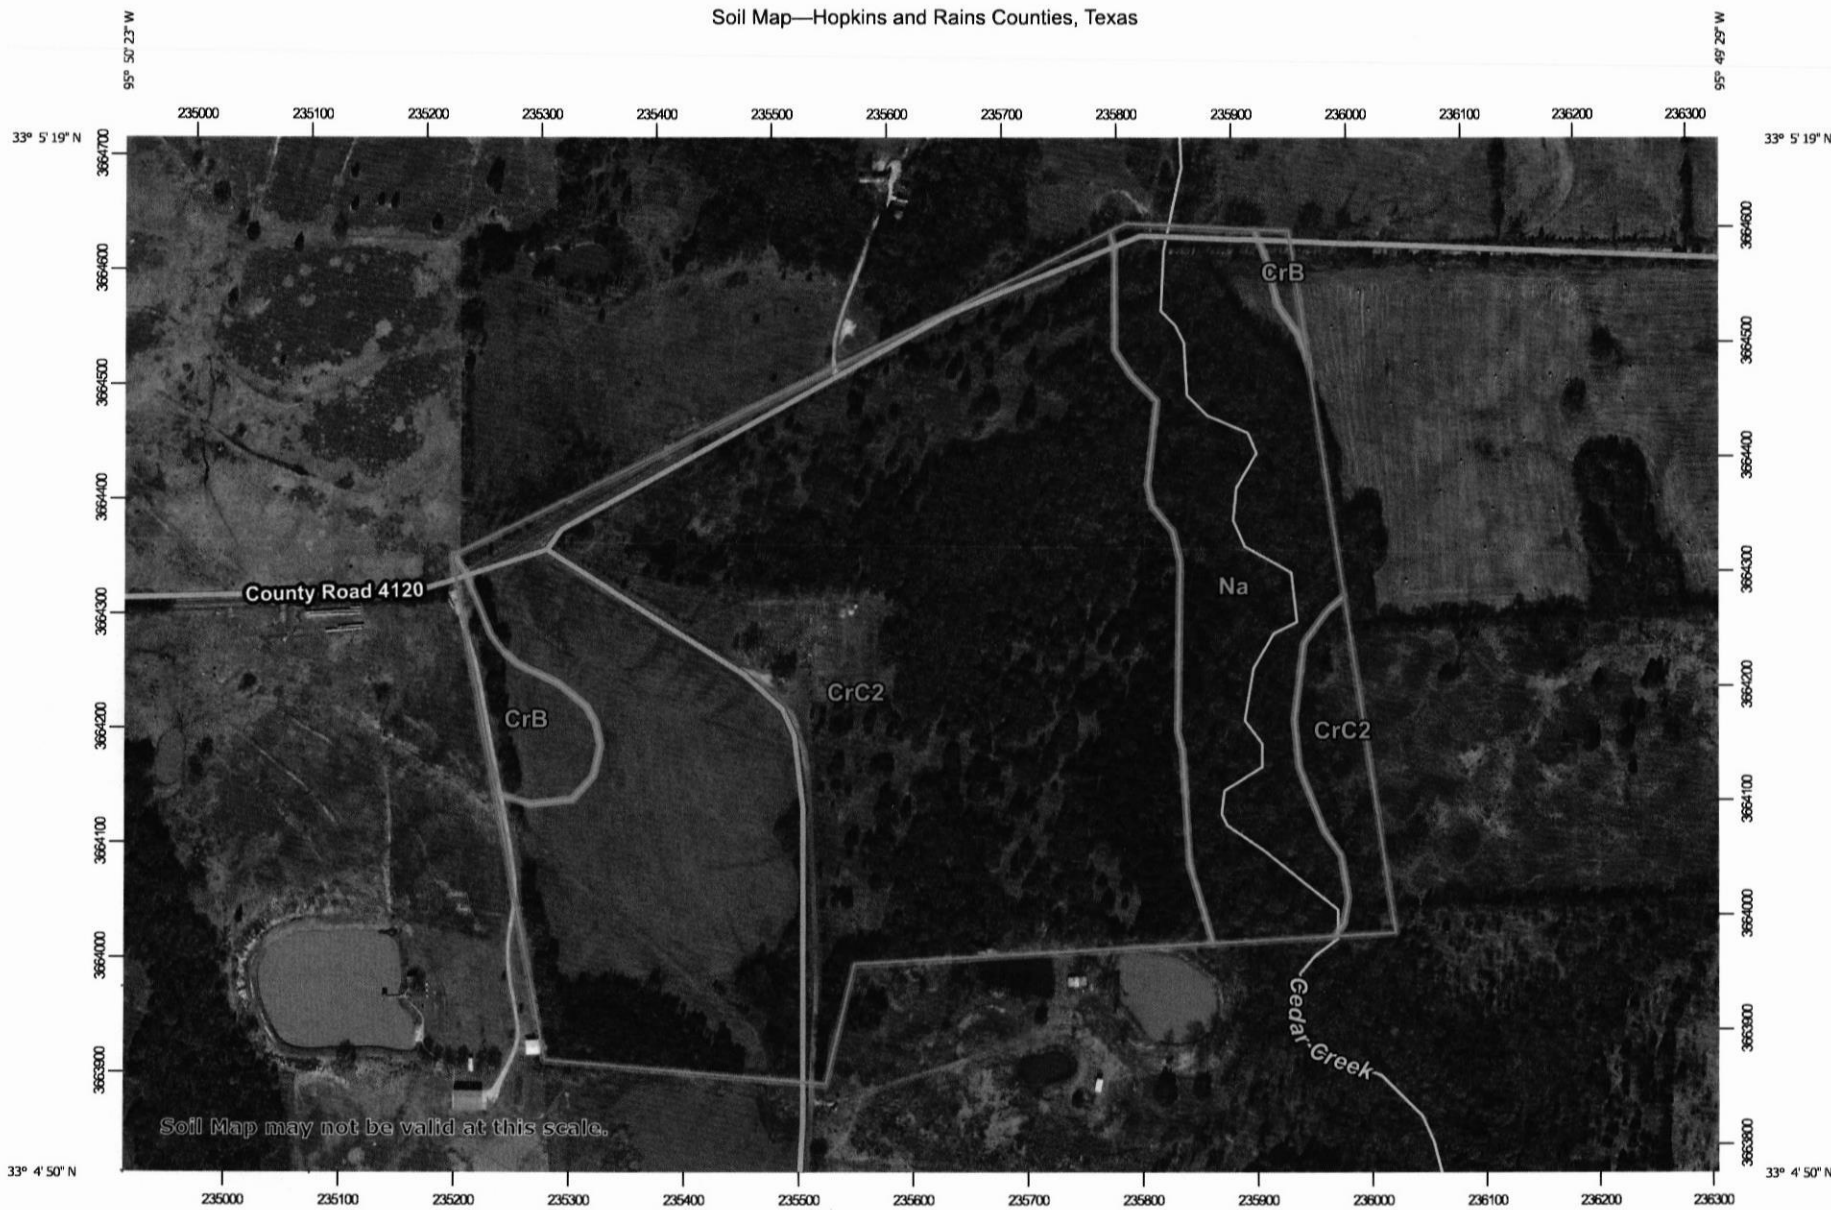 Soil Map—Hopkins and Rains Counties, Texas
95° 50' 23" W
95° 49' 29" W
235000 235100 235200 235300 235400 235500 235600 235700 235800 235900 236000 236100 236200 236300
33° 5' 19" N
33° 5' 19" N
3664700
3664600
3664500
3664400
3664300
3664200
3664100
3664000
3663900
3664600
3664500
3664400
3664300
3664200
3664100
3664000
3663900
3663800
CrB
County Road 4120
Na
CrC2
CrB
CrC2
Cedar Creek
Soil Map may not be valid at this scale.
33° 4' 50" N
33° 4' 50" N
235000 235100 235200 235300 235400 235500 235600 235700 235800 235900 236000 236100 236200 236300